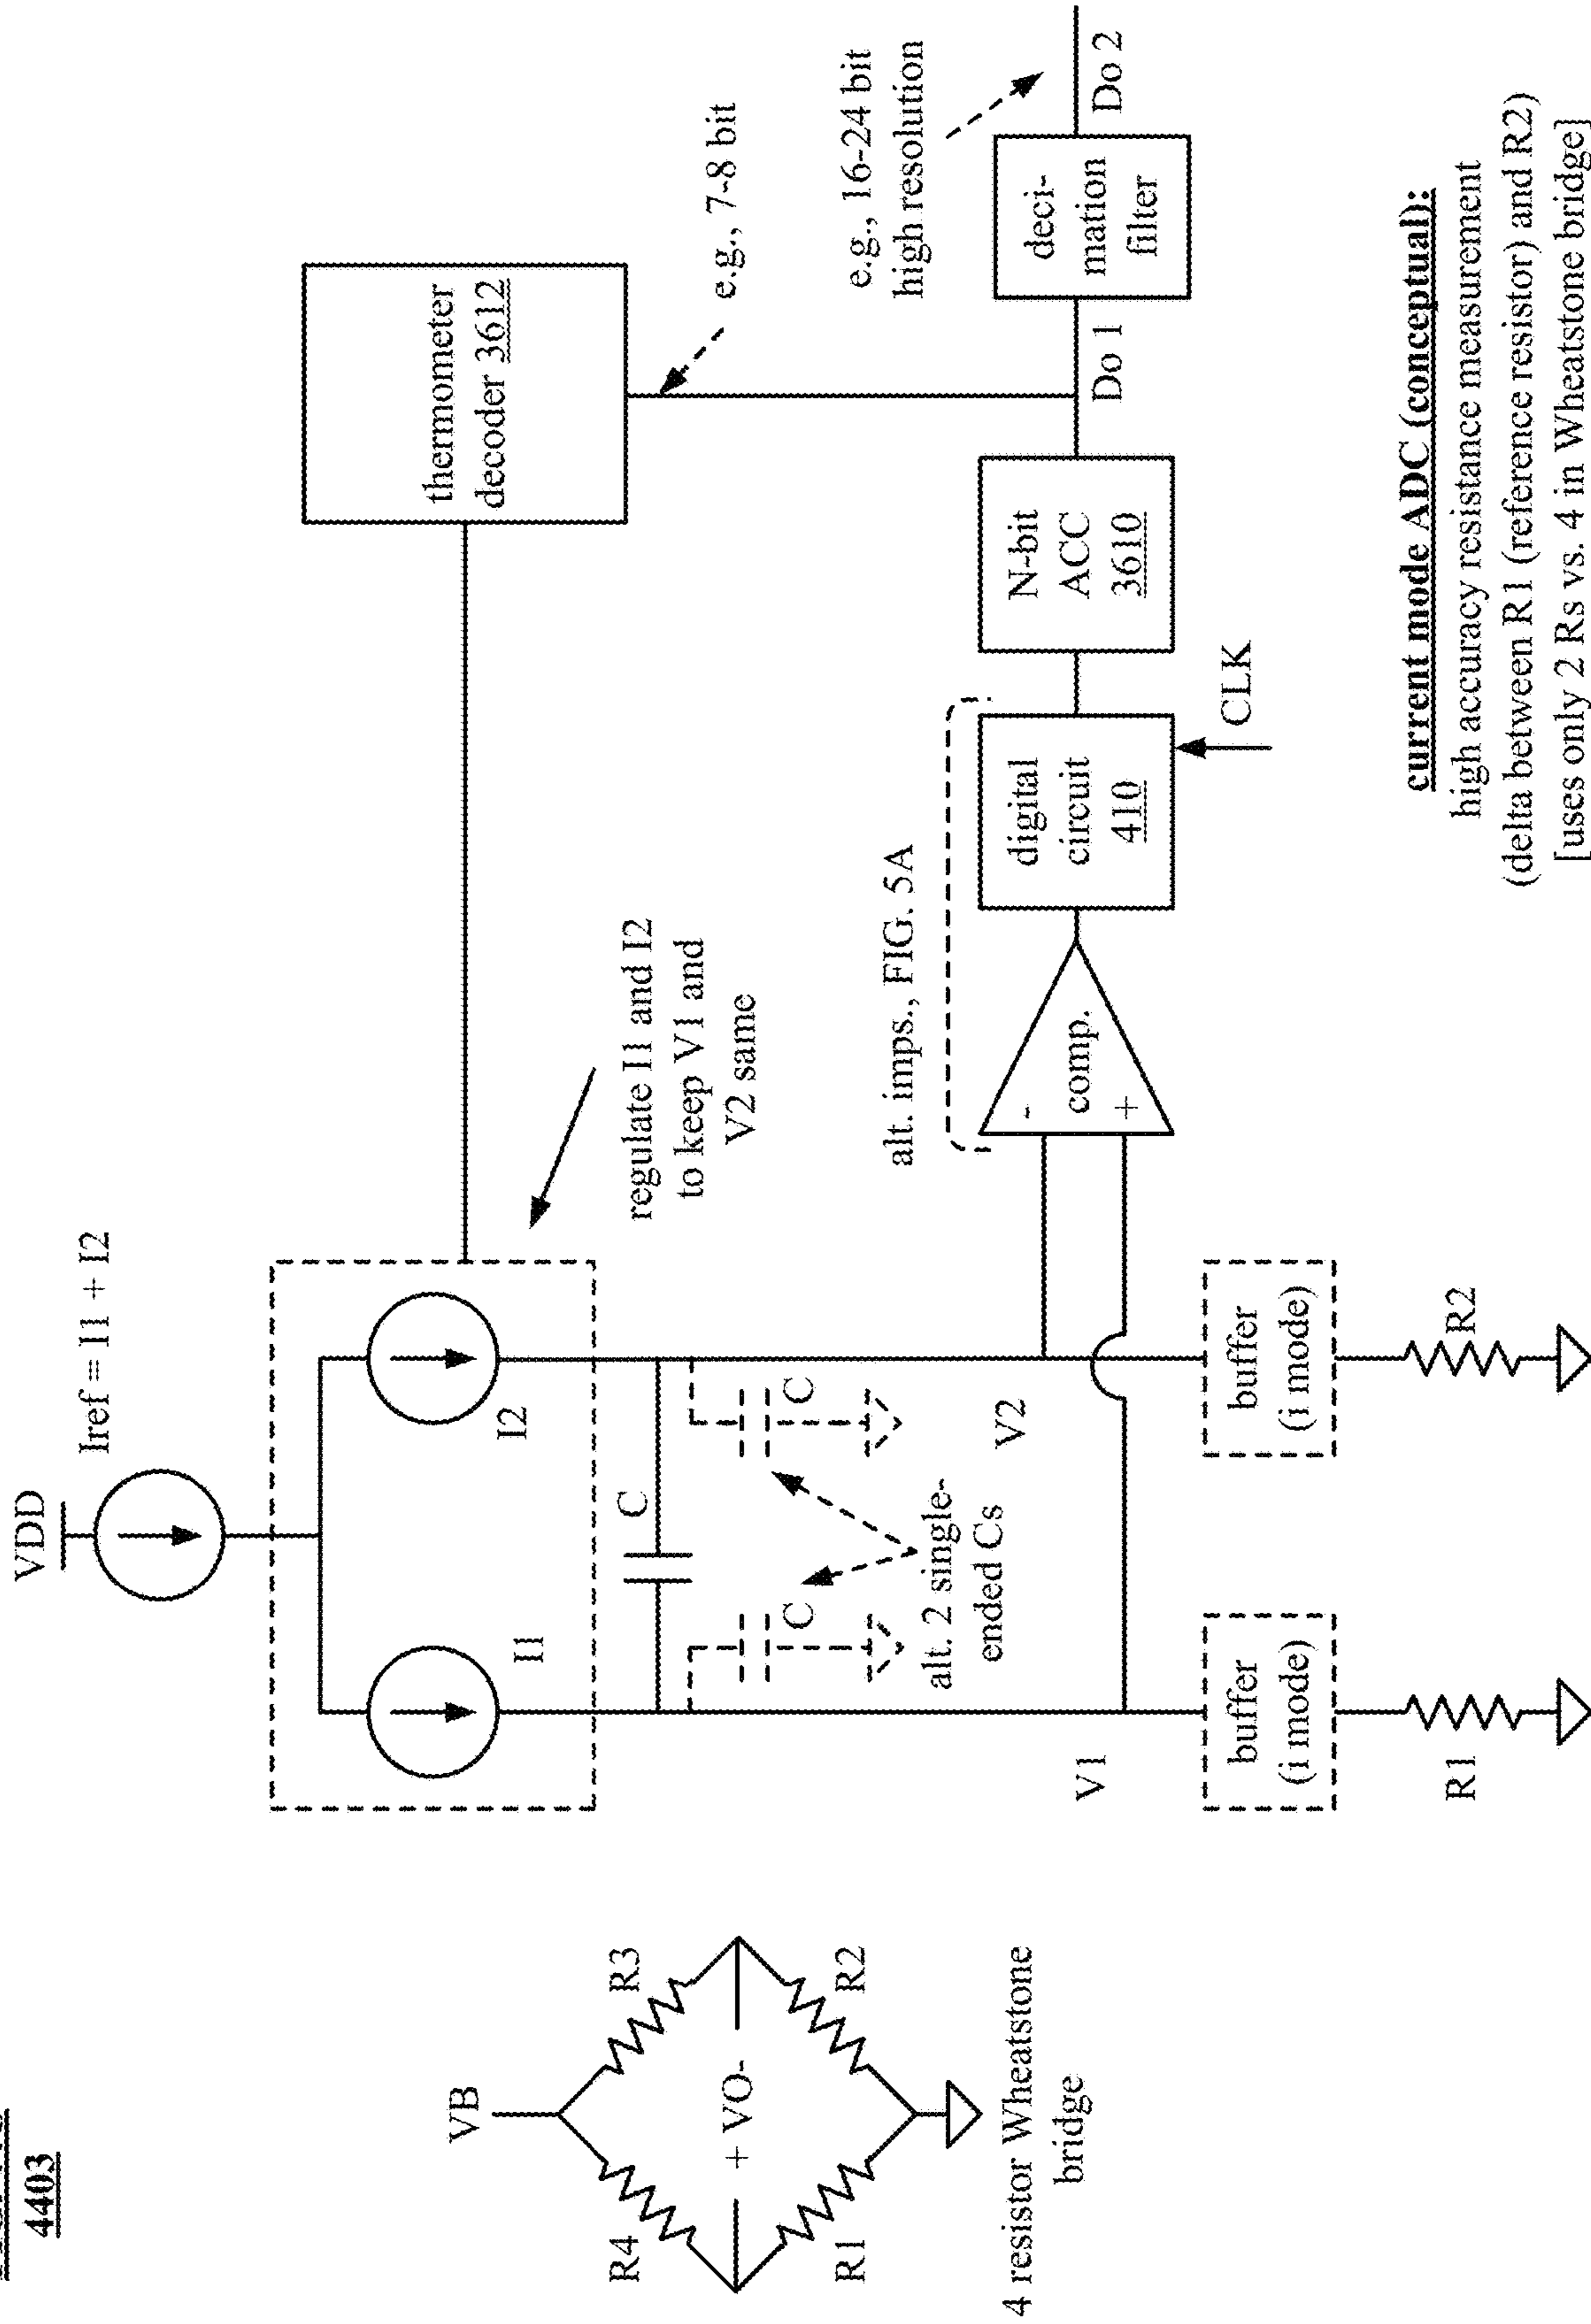 4403
VB
R4
R3
+ VO-
R1
R2
4 resistor Wheatstone
bridge
VDD
Iref = I1 + I2
I1
I2
regulate I1 and I2
to keep V1 and
V2 same
C
C
C
alt. 2 single-
ended Cs
V1
V2
buffer
(i mode)
buffer
(i mode)
R1
R2
thermometer
decoder 3612
e.g., 7-8 bit
alt. imps., FIG. 5A
-
comp.
+
digital
circuit
410
CLK
N-bit
ACC
3610
Do 1
deci-
mation
filter
e.g., 16-24 bit
high resolution
Do 2
current mode ADC (conceptual):
high accuracy resistance measurement
(delta between R1 (reference resistor) and R2)
[uses only 2 Rs vs. 4 in Wheatstone bridge]